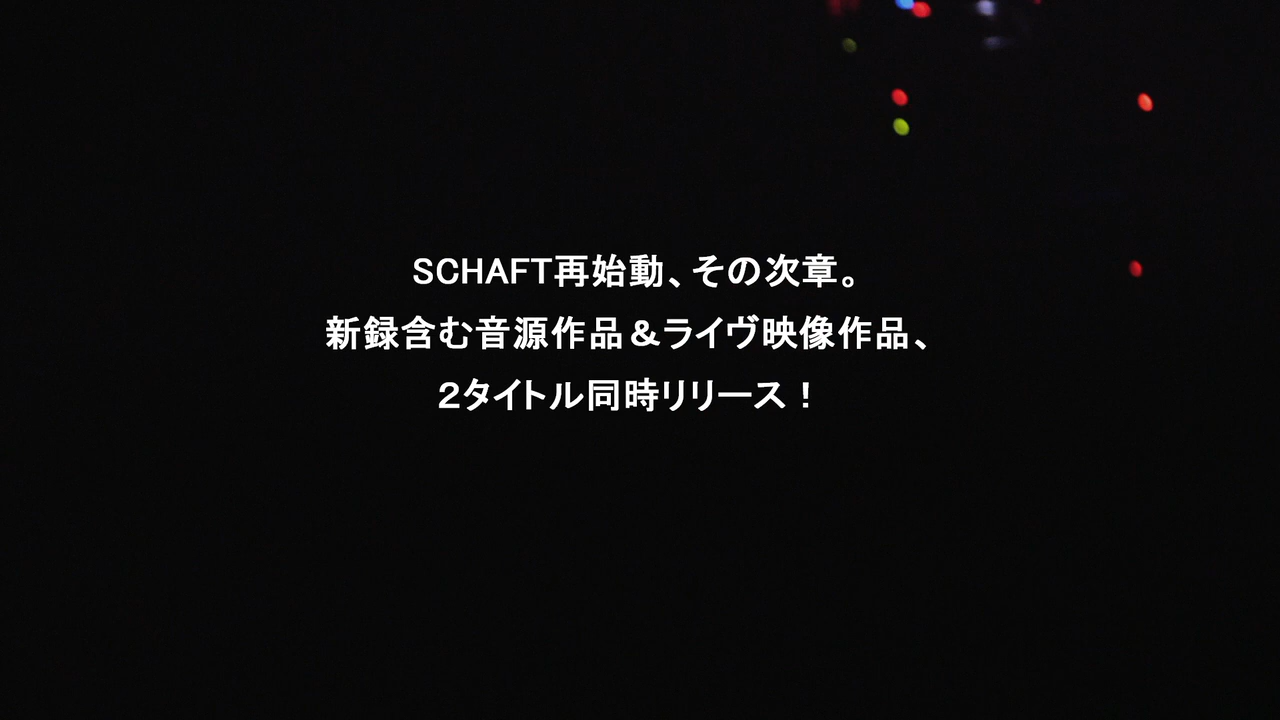 SCHAFT再始動、その次章。
新録含む音源作品＆ライヴ映像作品、
２タイトル同時リリース！